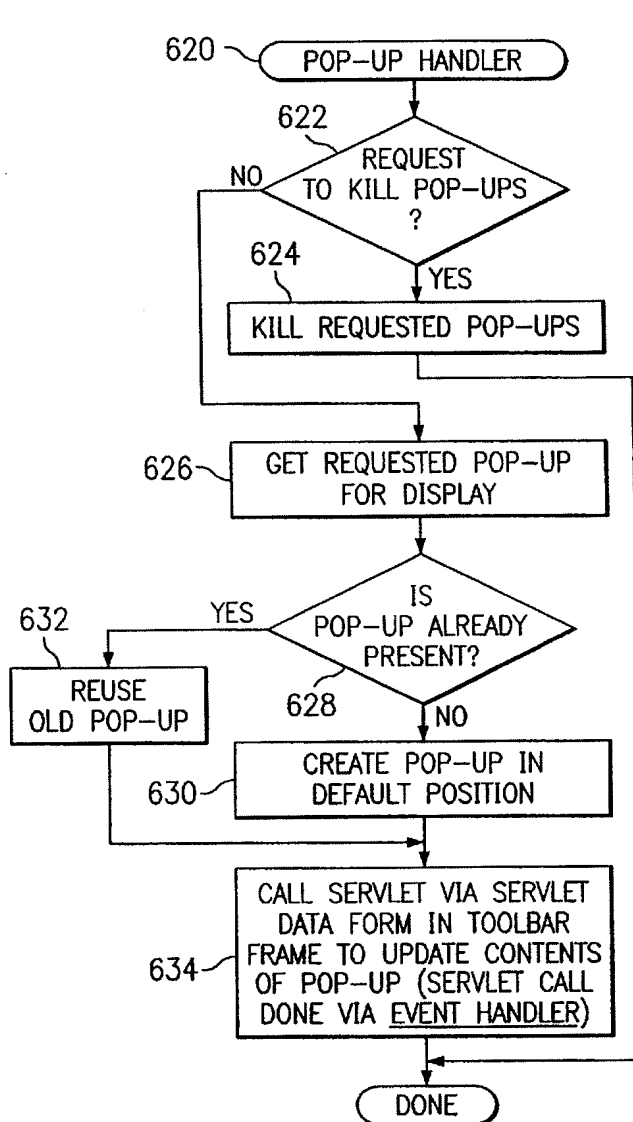 620
POP-UP HANDLER
622
REQUEST
TO KILL POP-UPS
?
NO
624
YES
KILL REQUESTED POP-UPS
626
GET REQUESTED POP-UP
FOR DISPLAY
IS
POP-UP ALREADY
PRESENT?
YES
632
628
REUSE
OLD POP-UP
NO
630
CREATE POP-UP IN
DEFAULT POSITION
634
CALL SERVLET VIA SERVLET
DATA FORM IN TOOLBAR
FRAME TO UPDATE CONTENTS
OF POP-UP (SERVLET CALL
DONE VIA EVENT HANDLER)
DONE